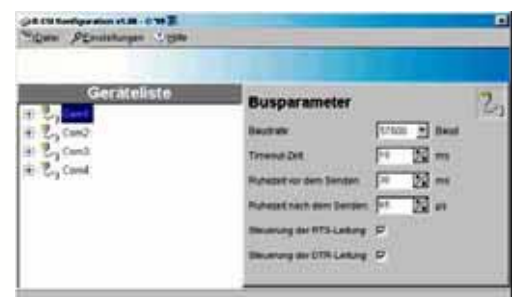 Konfiguration
Datei Einstellungen Hilfe
Geräteliste
Com1
Com2
Com3
Com4
Busparameter
Baudrate 57600 Baud
Timeout-Zeit ms
Ruhezeit vor dem Senden ms
Ruhezeit nach dem Senden µs
Steuerung der RTS-Leitung
Steuerung der DTR-Leitung